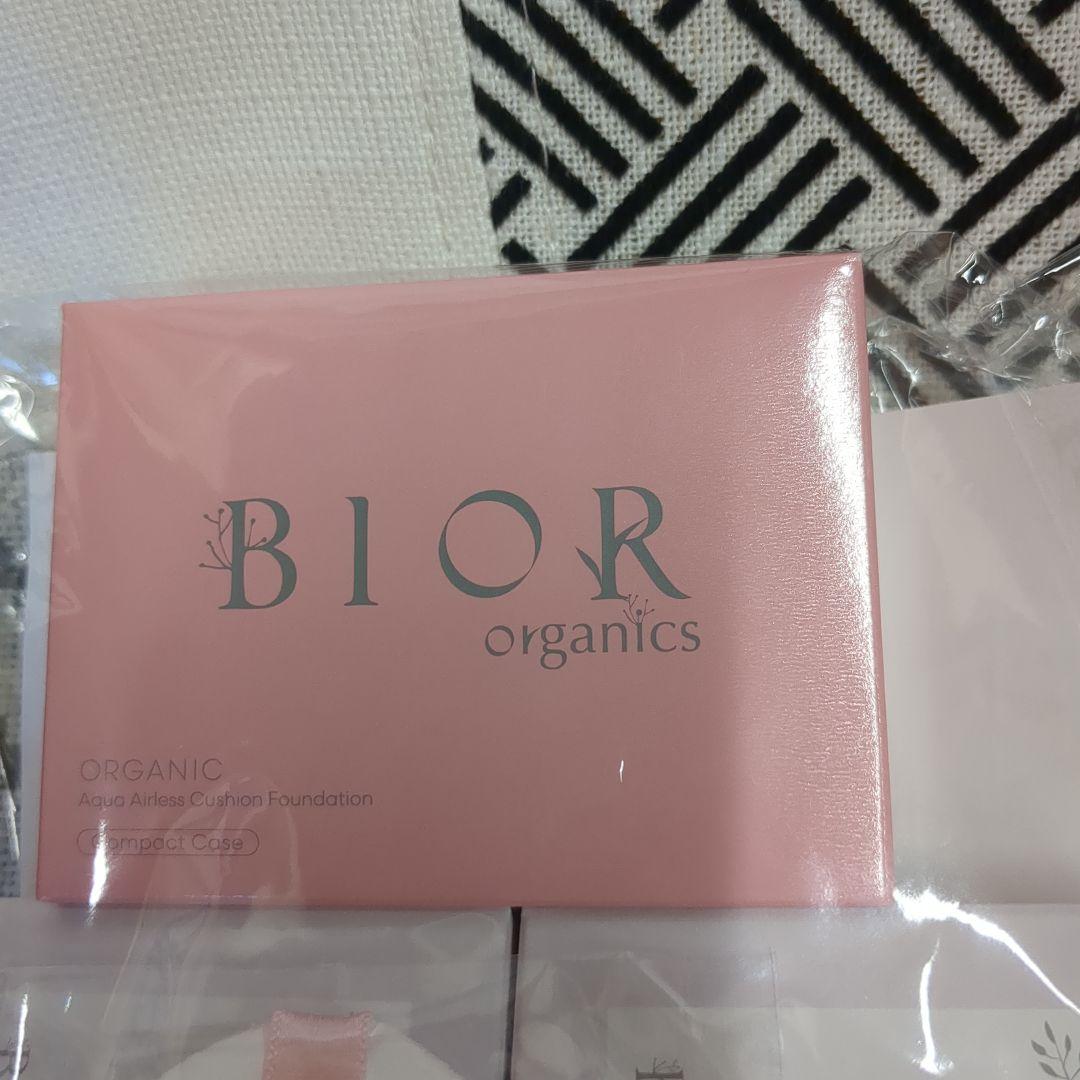 BIOR
organics
ORGANIC
Aqua Airless Cushion Foundation
Compact Case